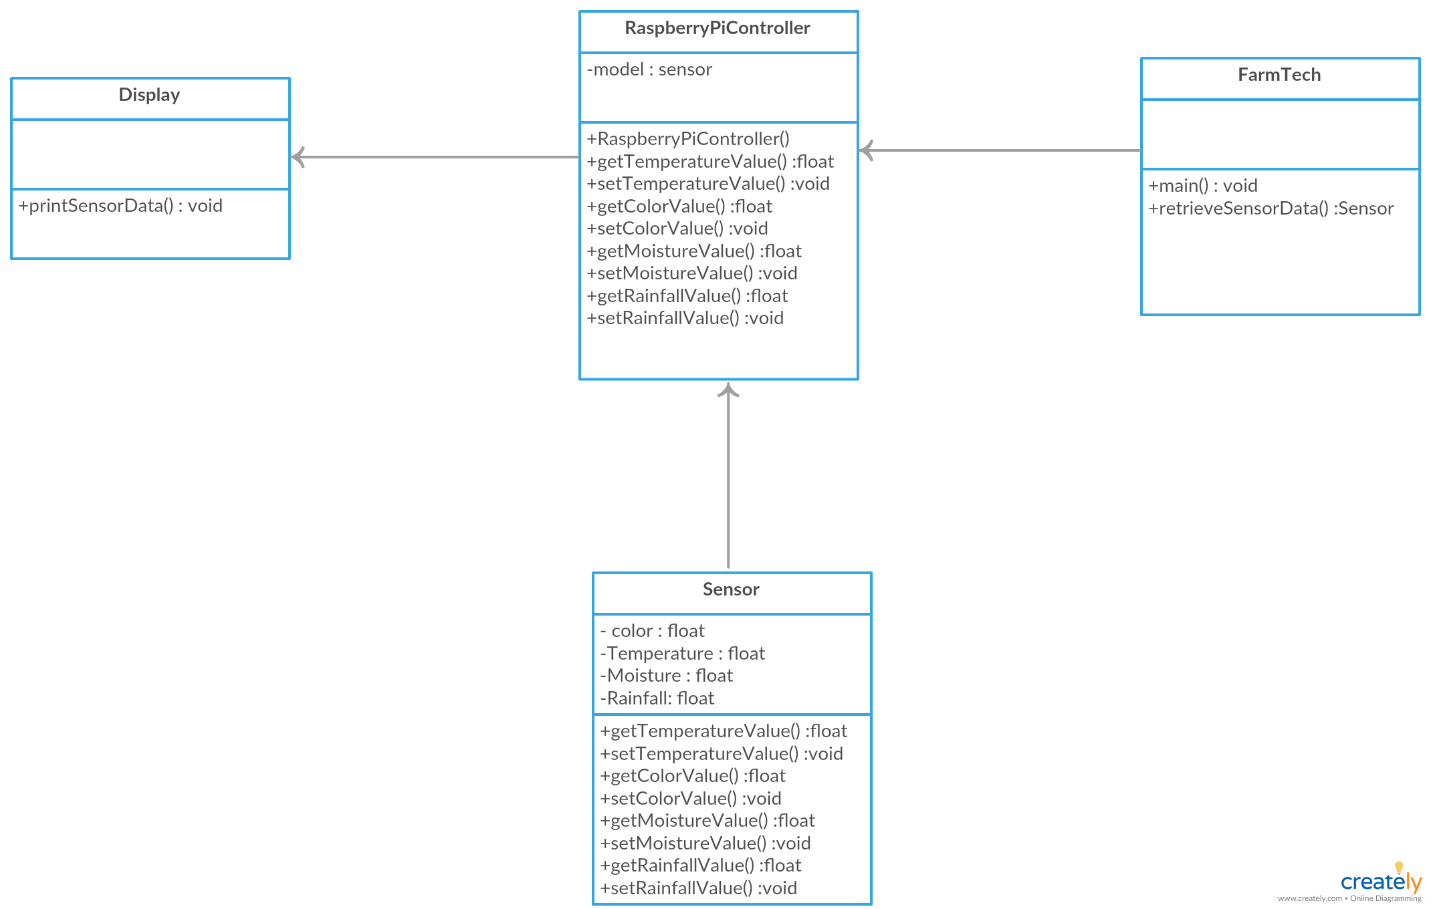 Display
+printSensorData() : void
RaspberryPiController
-model : sensor
+RaspberryPiController()
+getTemperatureValue() :float
+setTemperatureValue() :void
+getColorValue() :float
+setColorValue() :void
+getMoistureValue() :float
+setMoistureValue() :void
+getRainfallValue() :float
+setRainfallValue() :void
FarmTech
+main() : void
+retrieveSensorData() :Sensor
Sensor
- color : float
-Temperature : float
-Moisture : float
-Rainfall: float
+getTemperatureValue() :float
+setTemperatureValue() :void
+getColorValue() :float
+setColorValue() :void
+getMoistureValue() :float
+setMoistureValue() :void
+getRainfallValue() :float
+setRainfallValue() :void
creately
www.creately.com • Online Diagramming